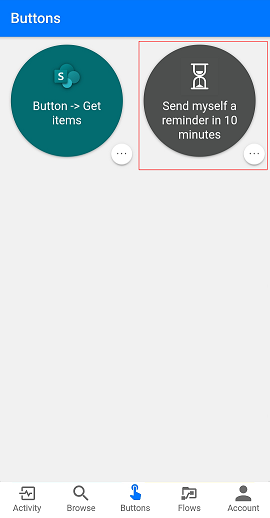 Buttons
S
Button -> Get
items
...
Send myself a
reminder in 10
minutes
...
Activity
Browse
Buttons
Flows
Account